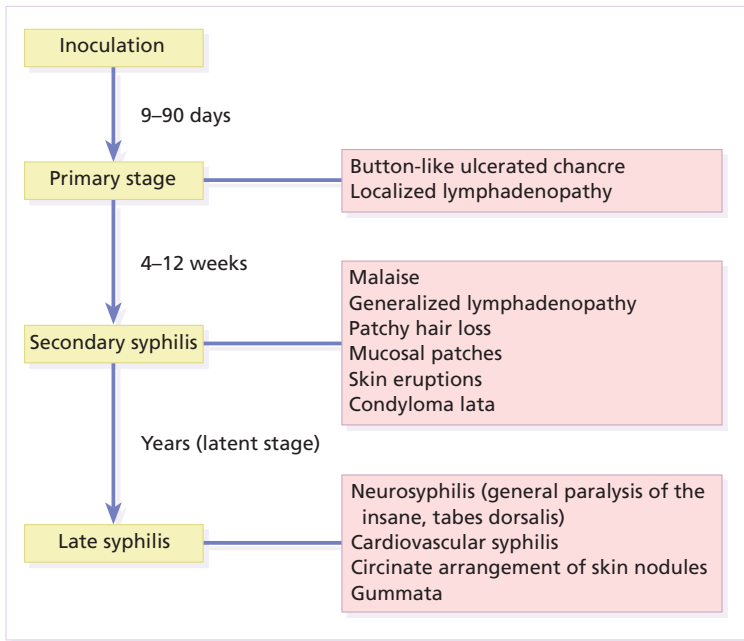 Inoculation
9–90 days
Primary stage
Button-like ulcerated chancre
Localized lymphadenopathy
4–12 weeks
Secondary syphilis
Malaise
Generalized lymphadenopathy
Patchy hair loss
Mucosal patches
Skin eruptions
Condyloma lata
Years (latent stage)
Late syphilis
Neurosyphilis (general paralysis of the
insane, tabes dorsalis)
Cardiovascular syphilis
Circinate arrangement of skin nodules
Gummata